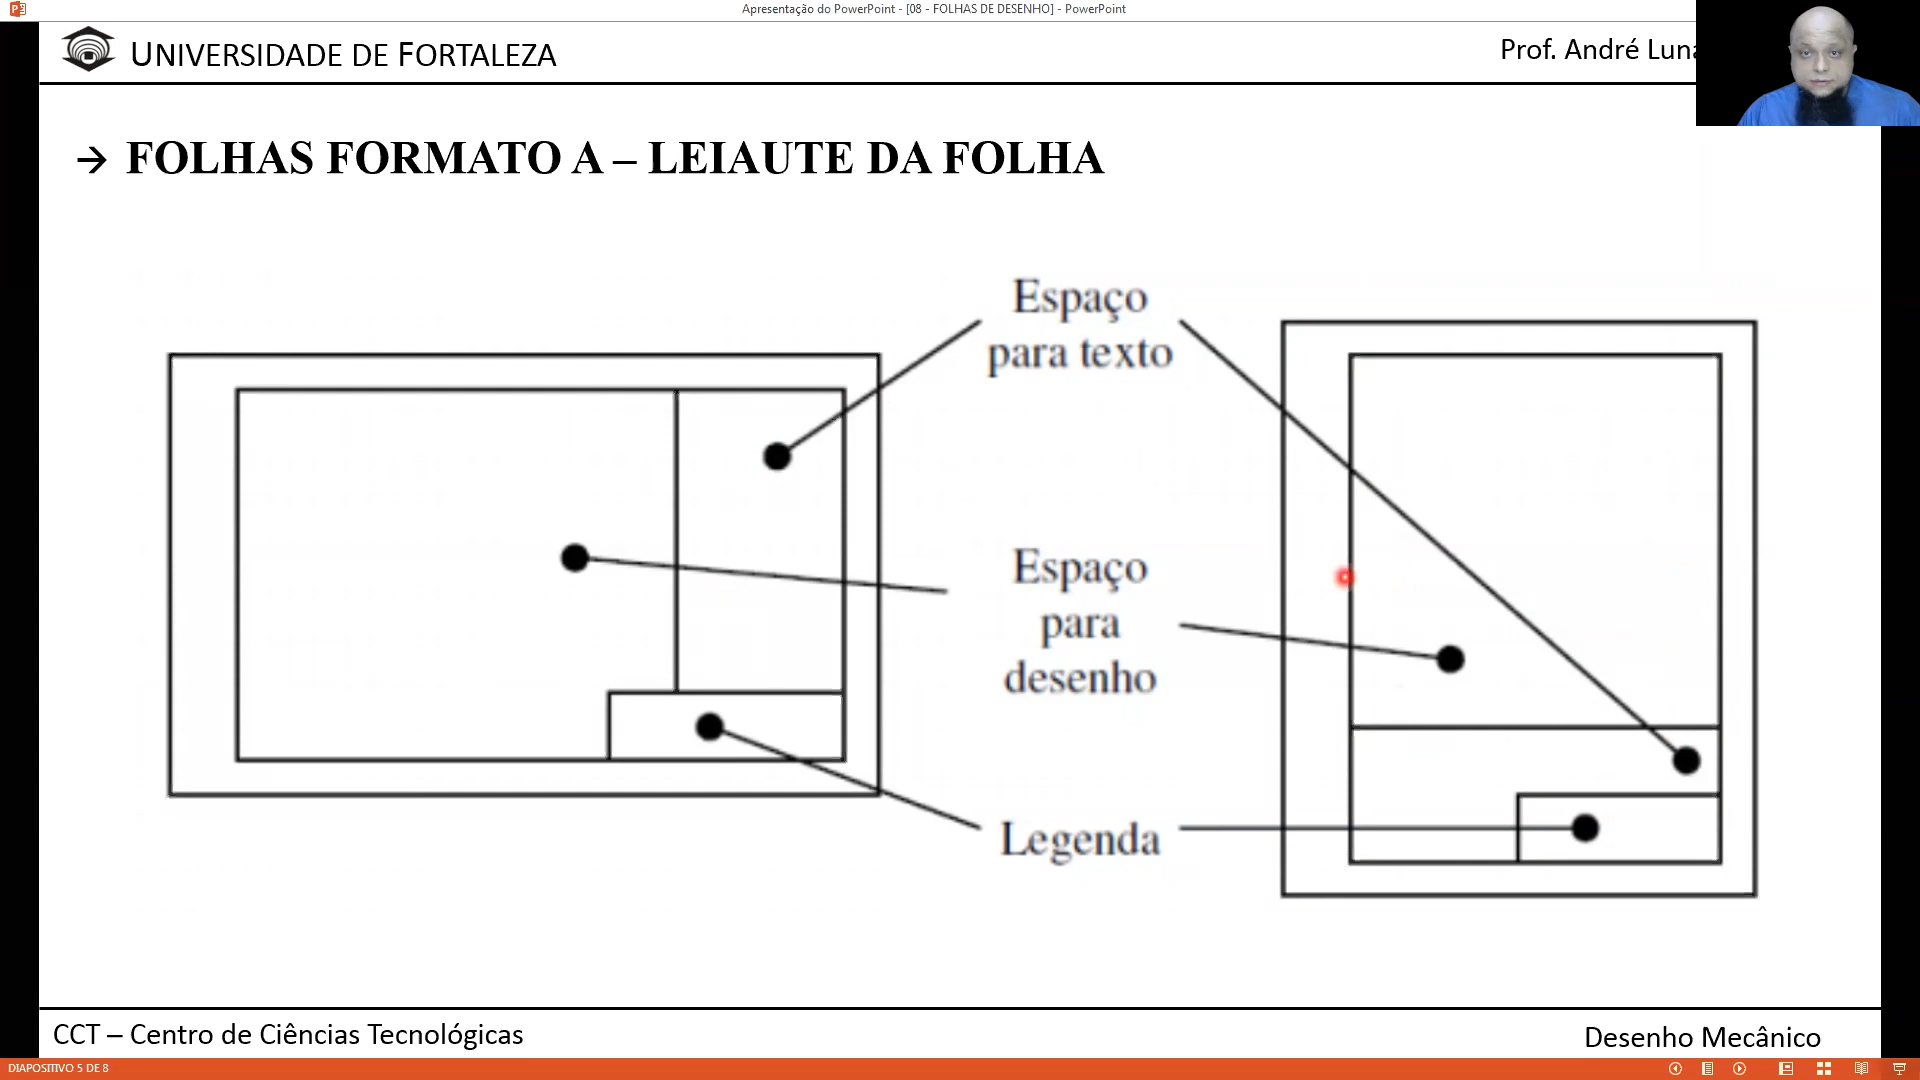 Apresentação do PowerPoint - [08 - FOLHAS DE DESENHO] - PowerPoint
UNIVERSIDADE DE FORTALEZA
Prof. André Luna
→ FOLHAS FORMATO A – LEIAUTE DA FOLHA
Espaço
para texto
Espaço
para
desenho
Legenda
CCT – Centro de Ciências Tecnológicas
Desenho Mecânico
DIAPOSITIVO 5 DE 8